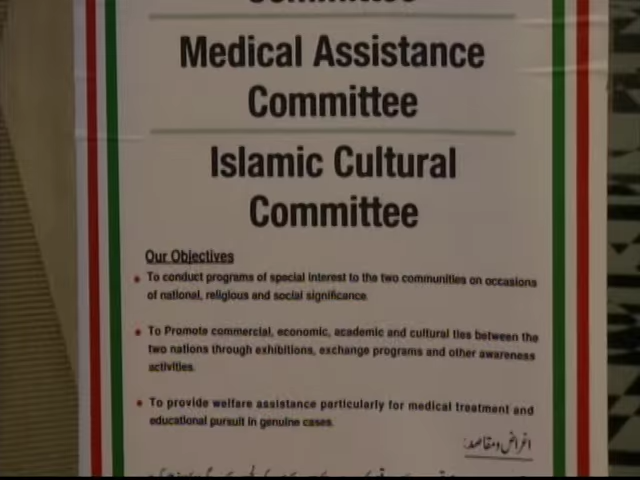 Committee
Medical Assistance
Committee
Islamic Cultural
Committee
Our Objectives
• To conduct programs of special interest to the two communities on occasions
of national, religious and social significance.
• To Promote commercial, economic, academic and cultural ties between the
two nations through exhibitions, exchange programs and other awareness
activities.
• To provide welfare assistance particularly for medical treatment and
educational pursuit in genuine cases.
اغراض و مقاصد: